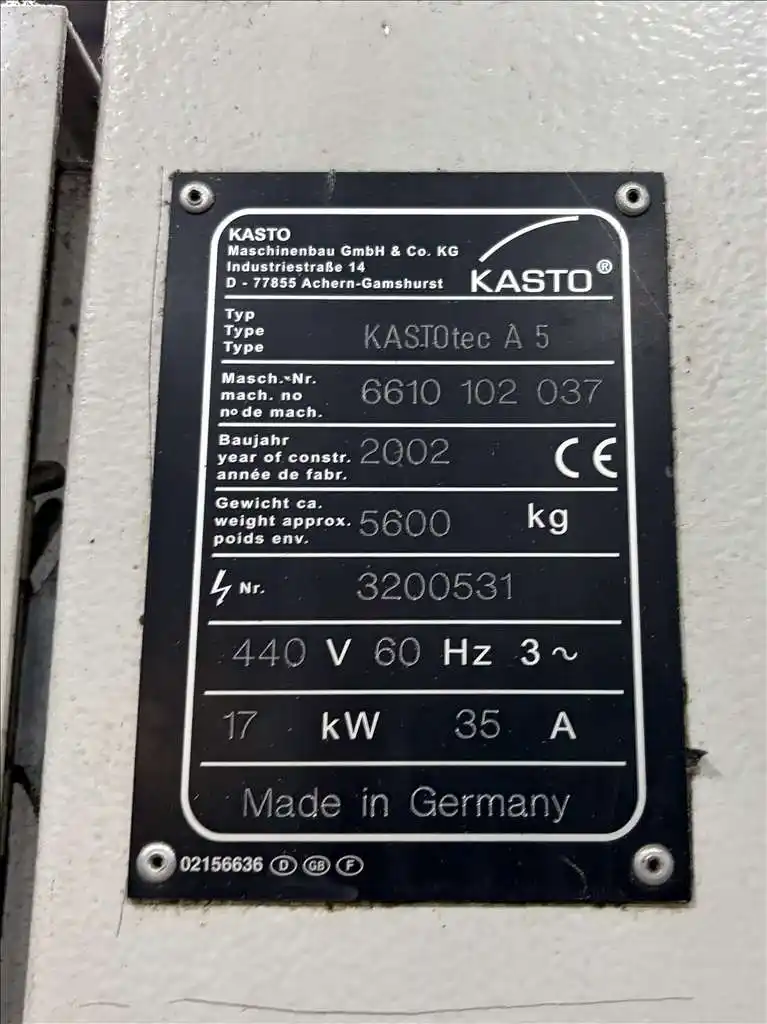 KASTO
Maschinenbau GmbH & Co. KG
Industriestraße 14
D - 77855 Achern-Gamshurst
KASTO®
Typ
Type
Type
KASTOtec A 5
Masch.-Nr.
mach. no
nº de mach.
6610 102 037
Baujahr
year of constr.
année de fabr.
2002
CE
Gewicht ca.
weight approx.
poids env.
5600 kg
Nr. 3200531
440 V 60 Hz 3~
17 kW 35 A
Made in Germany
02156636 D GB F